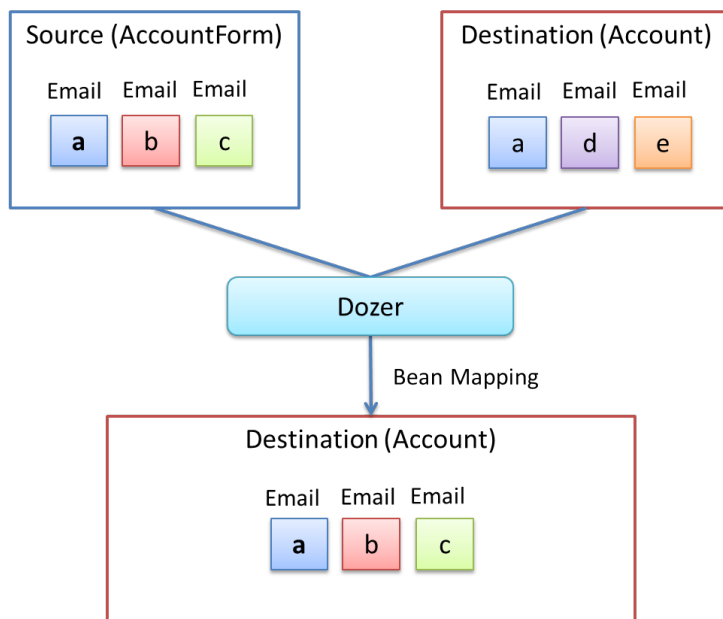 Source (AccountForm)
Email Email Email
a b c
Destination (Account)
Email Email Email
a d e
Dozer
Bean Mapping
Destination (Account)
Email Email Email
a b c